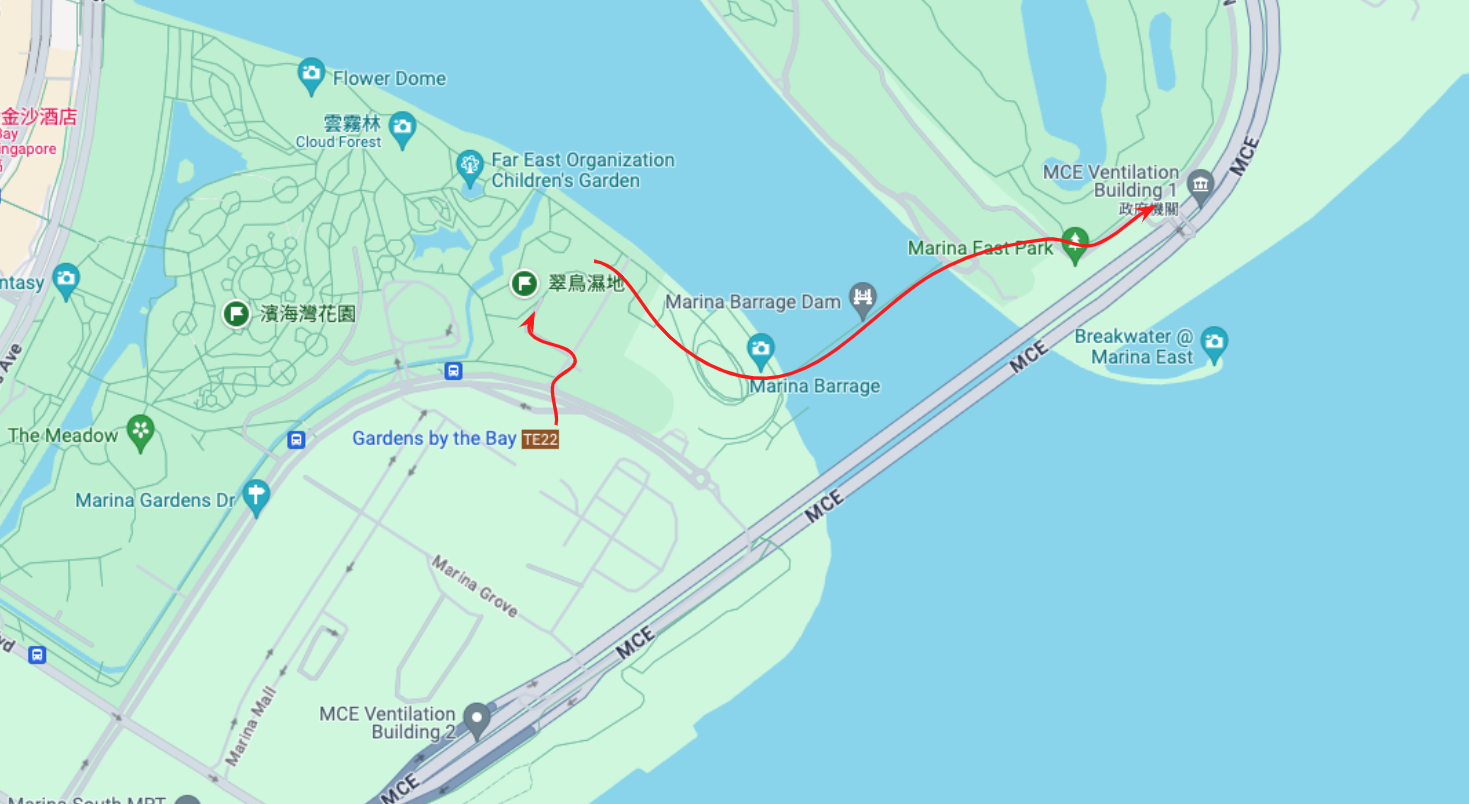 金沙酒店
Bay
ingapore
Flower Dome
雲霧林
Cloud Forest
Far East Organization
Children's Garden
MCE
MCE Ventilation
Building 1
政府機關
Marina East Park
ntasy
濱海灣花園
翠鳥濕地
Marina Barrage Dam
Breakwater @
Marina East
MCE
s Ave
Marina Barrage
The Meadow
Gardens by the Bay TE22
Marina Gardens Dr
MCE
Marina Grove
vd
MCE
Marina Mall
MCE Ventilation
Building 2
MCE
Marina South MRT